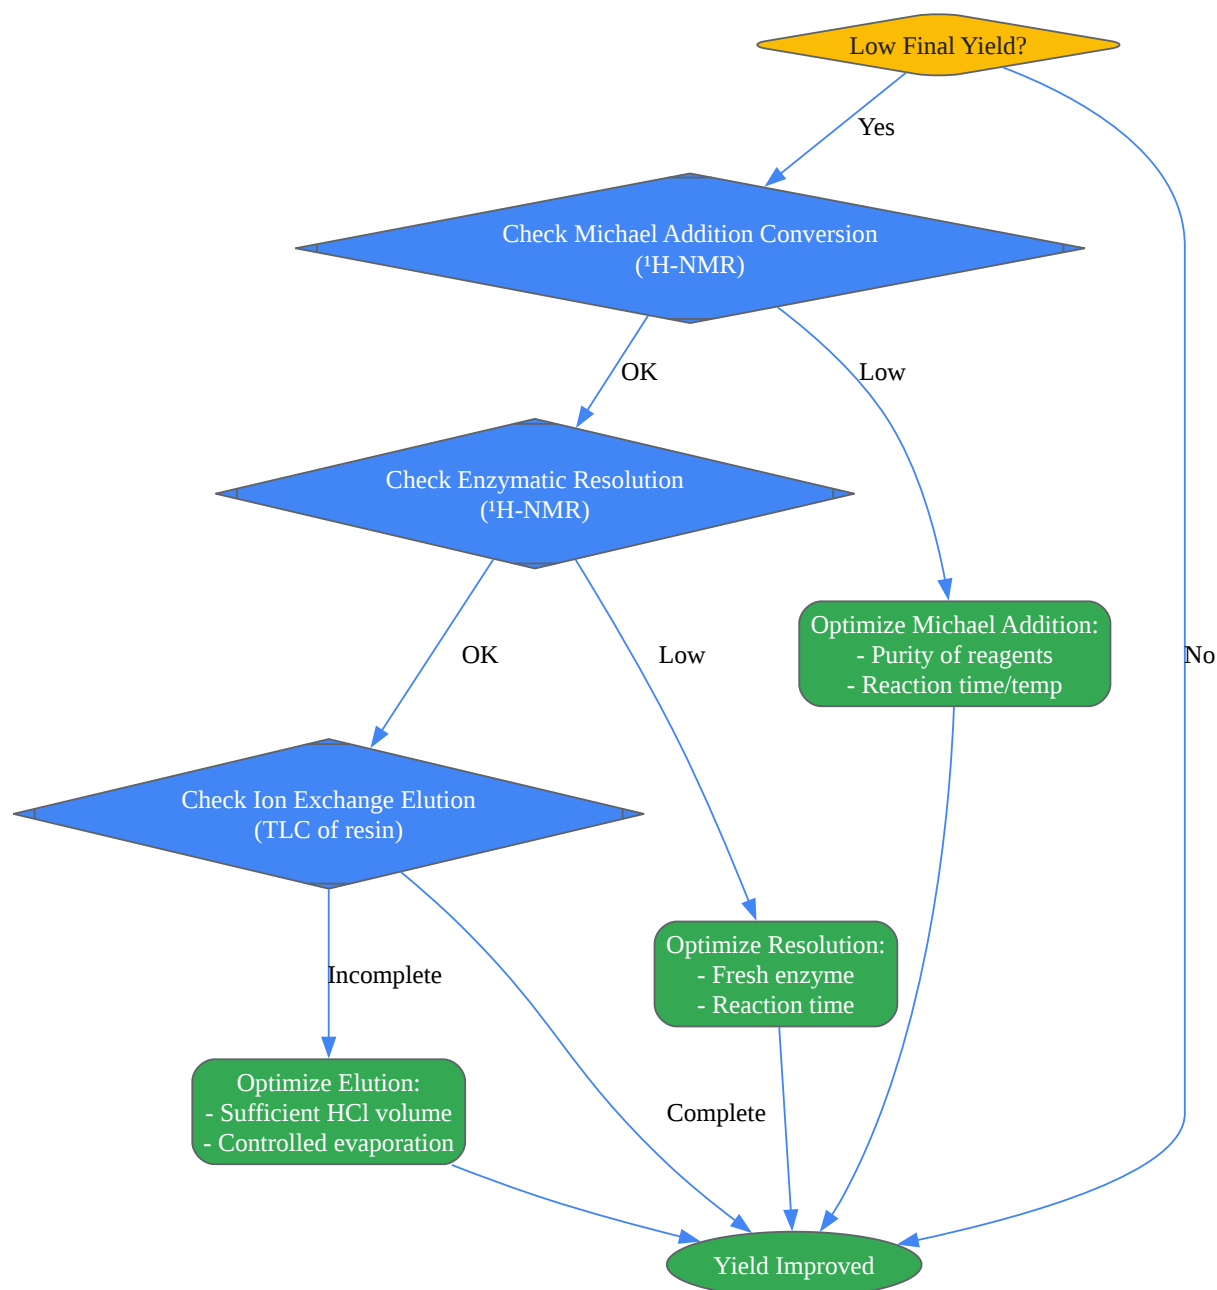 Low Final Yield?
Yes
Check Michael Addition Conversion
(¹H-NMR)
OK
Low
Check Enzymatic Resolution
(¹H-NMR)
Optimize Michael Addition:
- Purity of reagents
- Reaction time/temp
OK
Low
No
Check Ion Exchange Elution
(TLC of resin)
Optimize Resolution:
- Fresh enzyme
- Reaction time
Incomplete
Optimize Elution:
- Sufficient HCl volume
- Controlled evaporation
Complete
Yield Improved